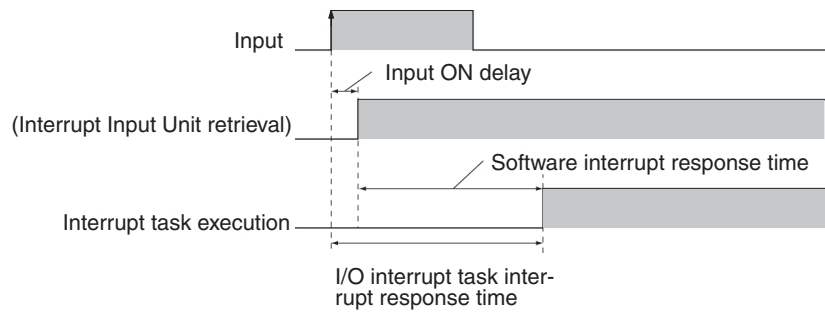 Input
Input ON delay
(Interrupt Input Unit retrieval)
Software interrupt response time
Interrupt task execution
I/O interrupt task inter-
rupt response time